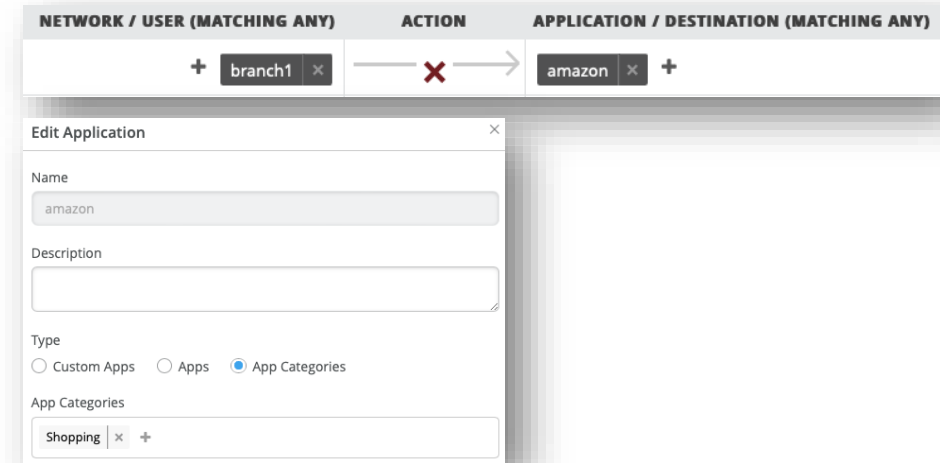 NETWORK / USER (MATCHING ANY) ACTION APPLICATION / DESTINATION (MATCHING ANY)
+ branch1 × amazon × +
Edit Application ×
Name
amazon
Description
Type
Custom Apps Apps App Categories
App Categories
Shopping × +